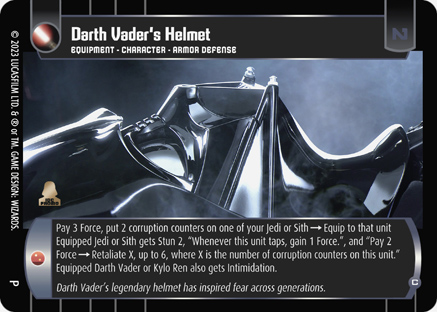 Darth Vader's Helmet
EQUIPMENT - CHARACTER - ARMOR DEFENSE
N
© 2023 LUCASFILM LTD. & ® or TM. GAME DESIGN: WIZARDS.
P
Pay 3 Force, put 2 corruption counters on one of your Jedi or Sith → Equip to that unit
Equipped Jedi or Sith gets Stun 2, "Whenever this unit taps, gain 1 Force.", and "Pay 2
Force → Retaliate X, up to 6, where X is the number of corruption counters on this unit."
Equipped Darth Vader or Kylo Ren also gets Intimidation.
Darth Vader's legendary helmet has inspired fear across generations.
C